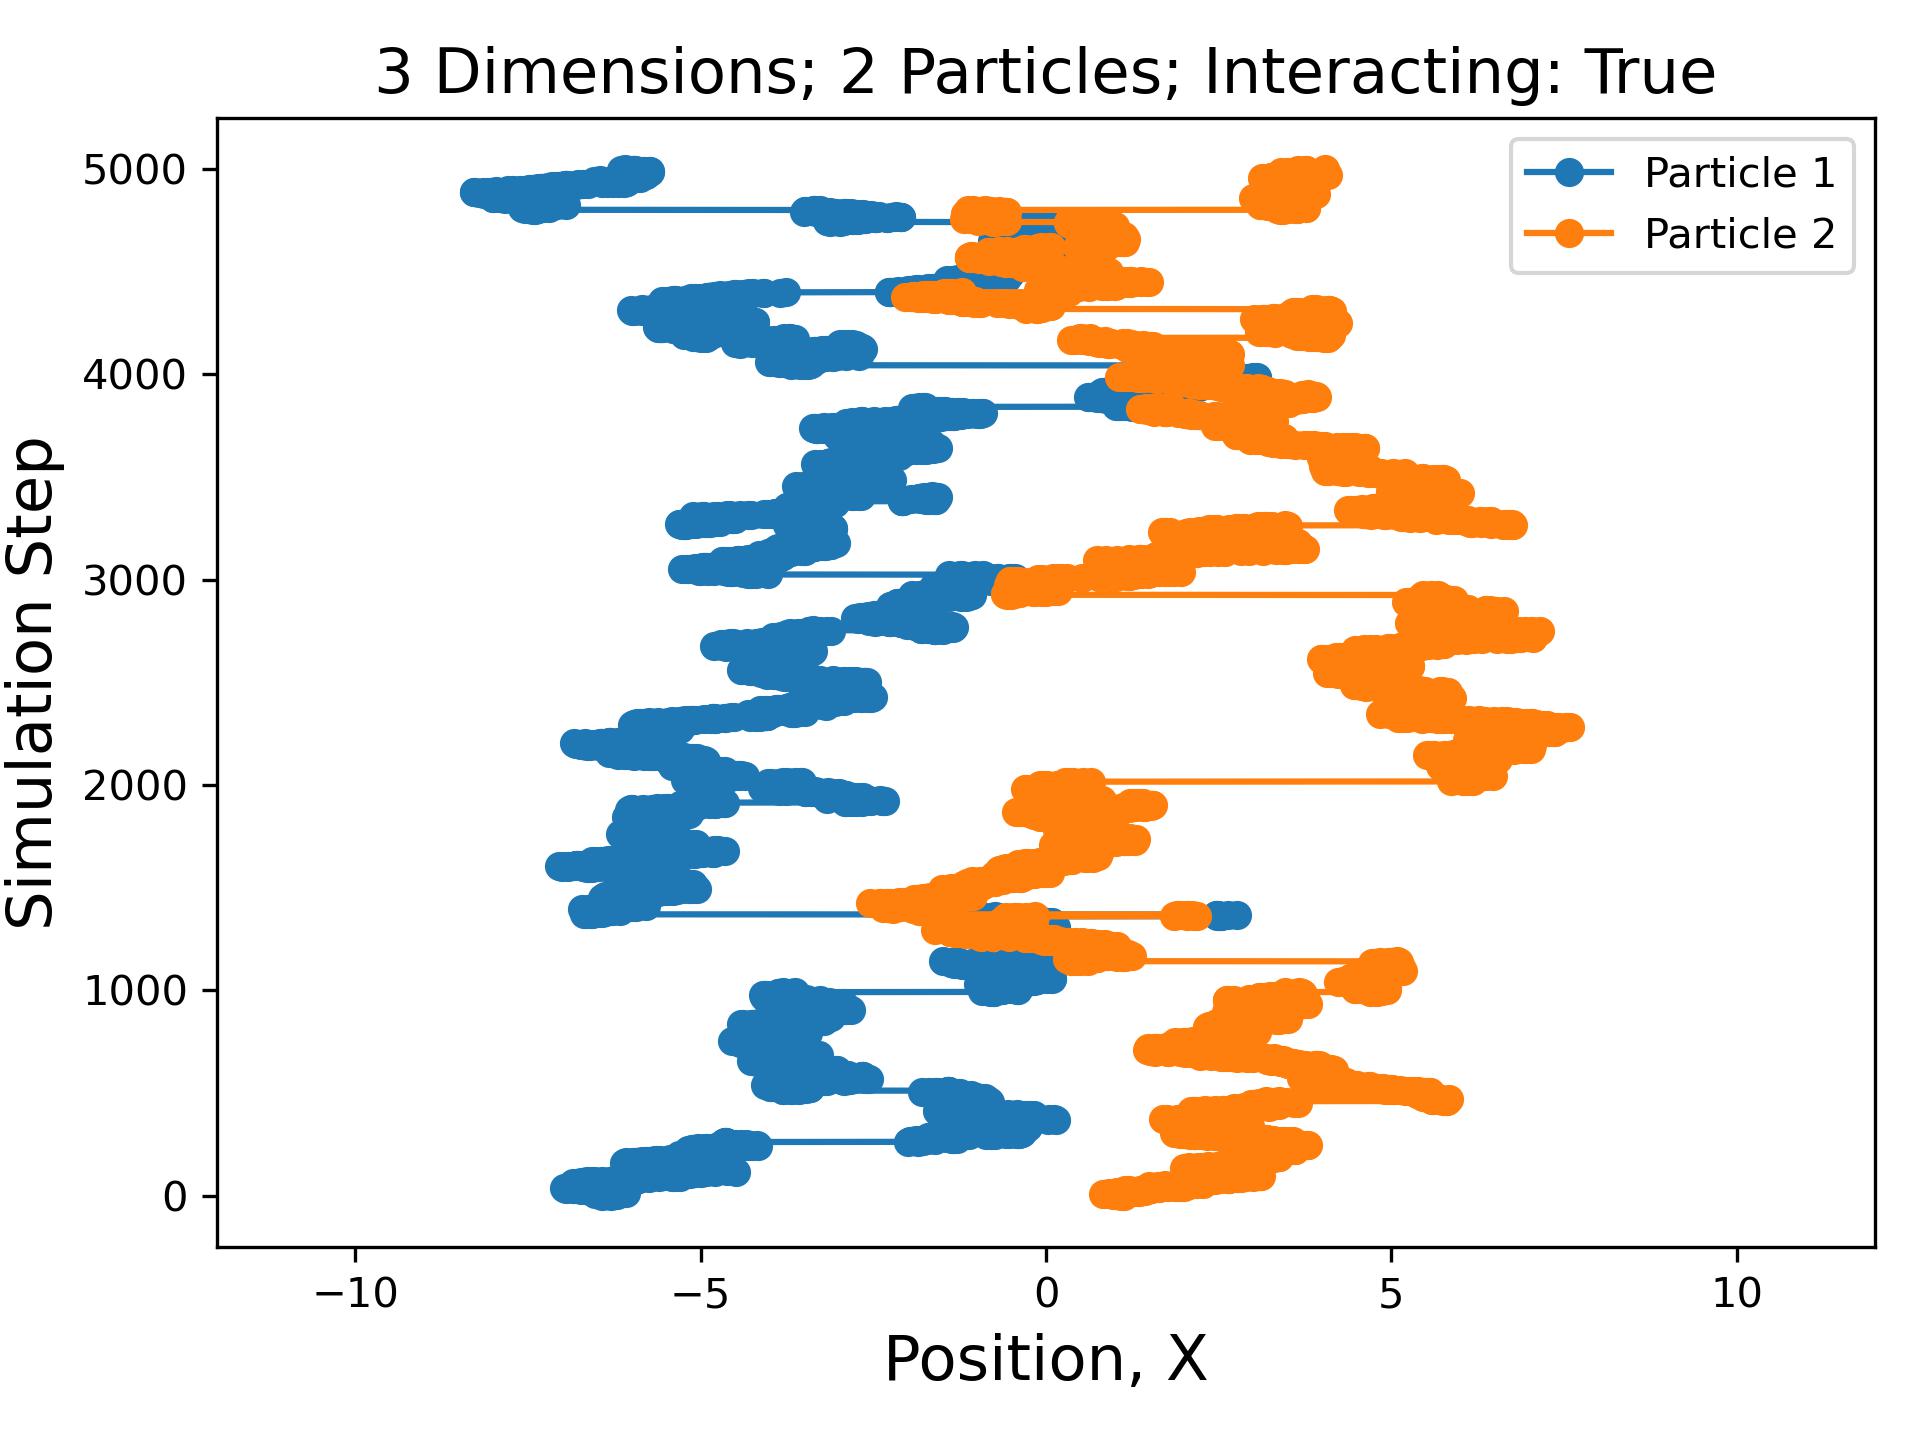 3 Dimensions; 2 Particles; Interacting: True
Particle 1
Particle 2
Simulation Step
5000
4000
3000
2000
1000
0
−10
−5
0
5
10
Position, X